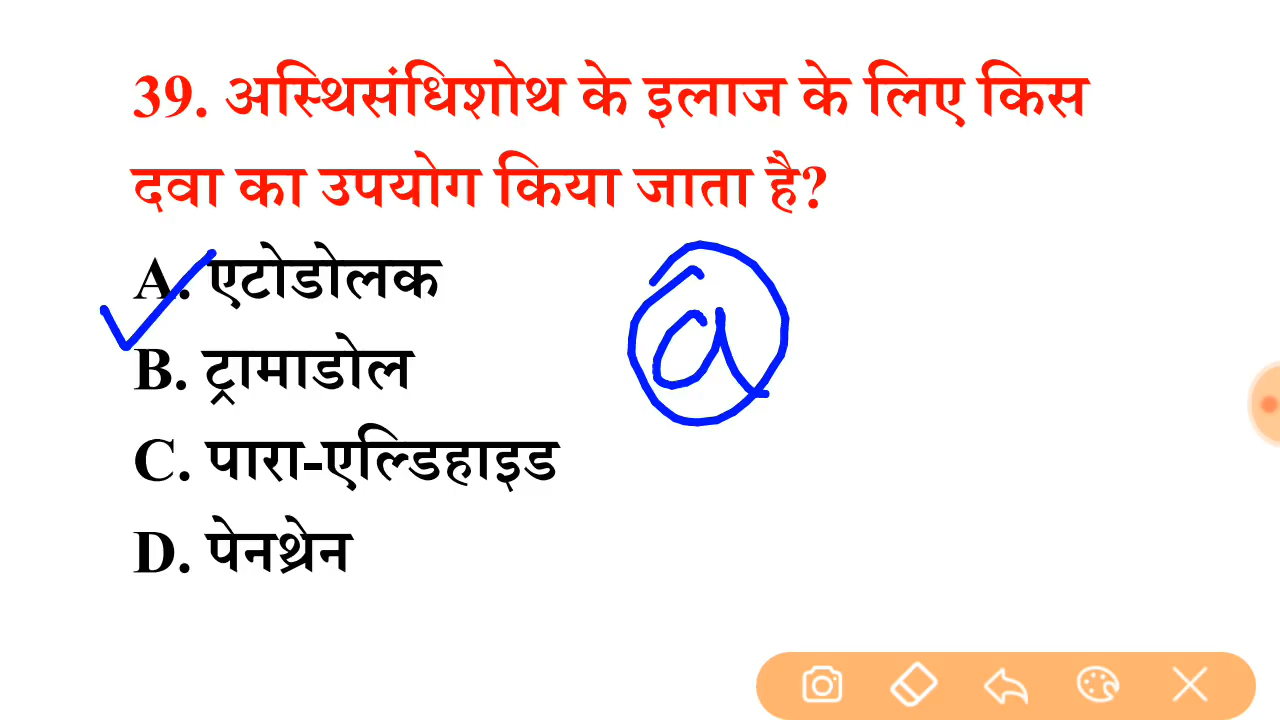 39. अस्थिसंधिशोथ के इलाज के लिए किस
दवा का उपयोग किया जाता है?
A. एटोडोलक
B. ट्रामाडोल
C. पारा-एल्डिहाइड
D. पेनथ्रेन
a